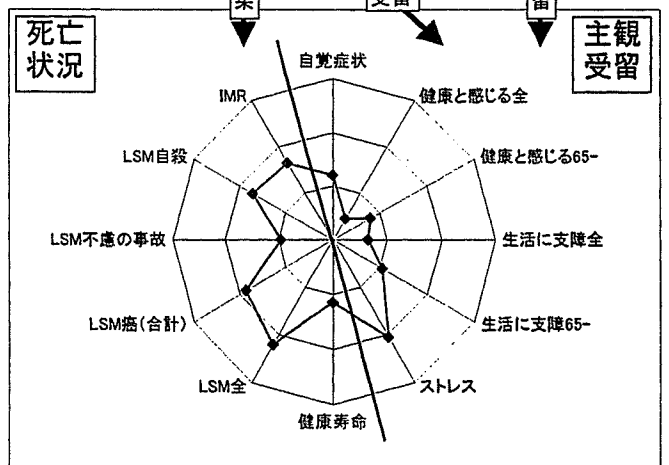 受留
留
死亡
状況
主観
受留
自覚症状
IMR
健康と感じる全
LSM自殺
健康と感じる65-
LSM不慮の事故
生活に支障全
LSM癌(合計)
生活に支障65-
LSM全
ストレス
健康寿命